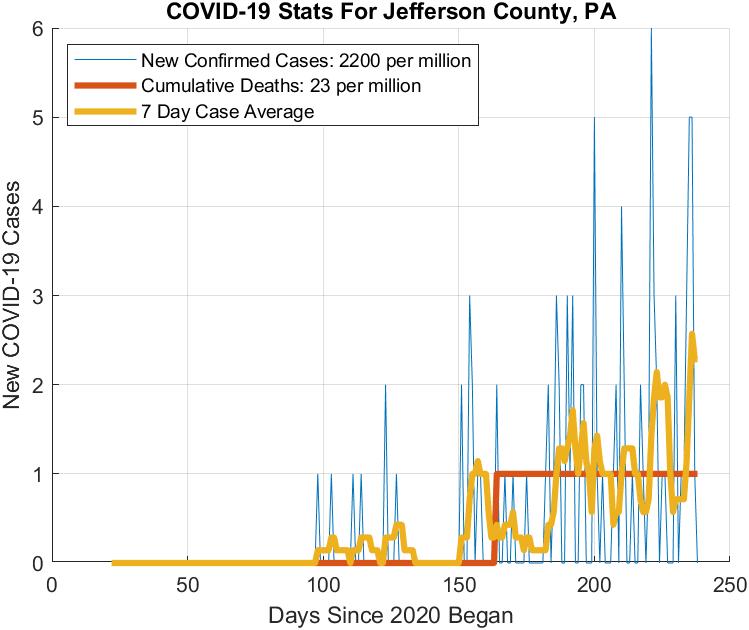 COVID-19 Stats For Jefferson County, PA
New Confirmed Cases: 2200 per million
Cumulative Deaths: 23 per million
7 Day Case Average
New COVID-19 Cases
6
5
4
3
2
1
0
0 50 100 150 200 250
Days Since 2020 Began